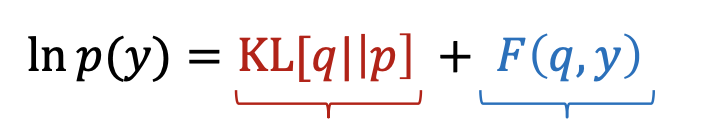 ln p(y) = KL[q||p] + F(q, y)